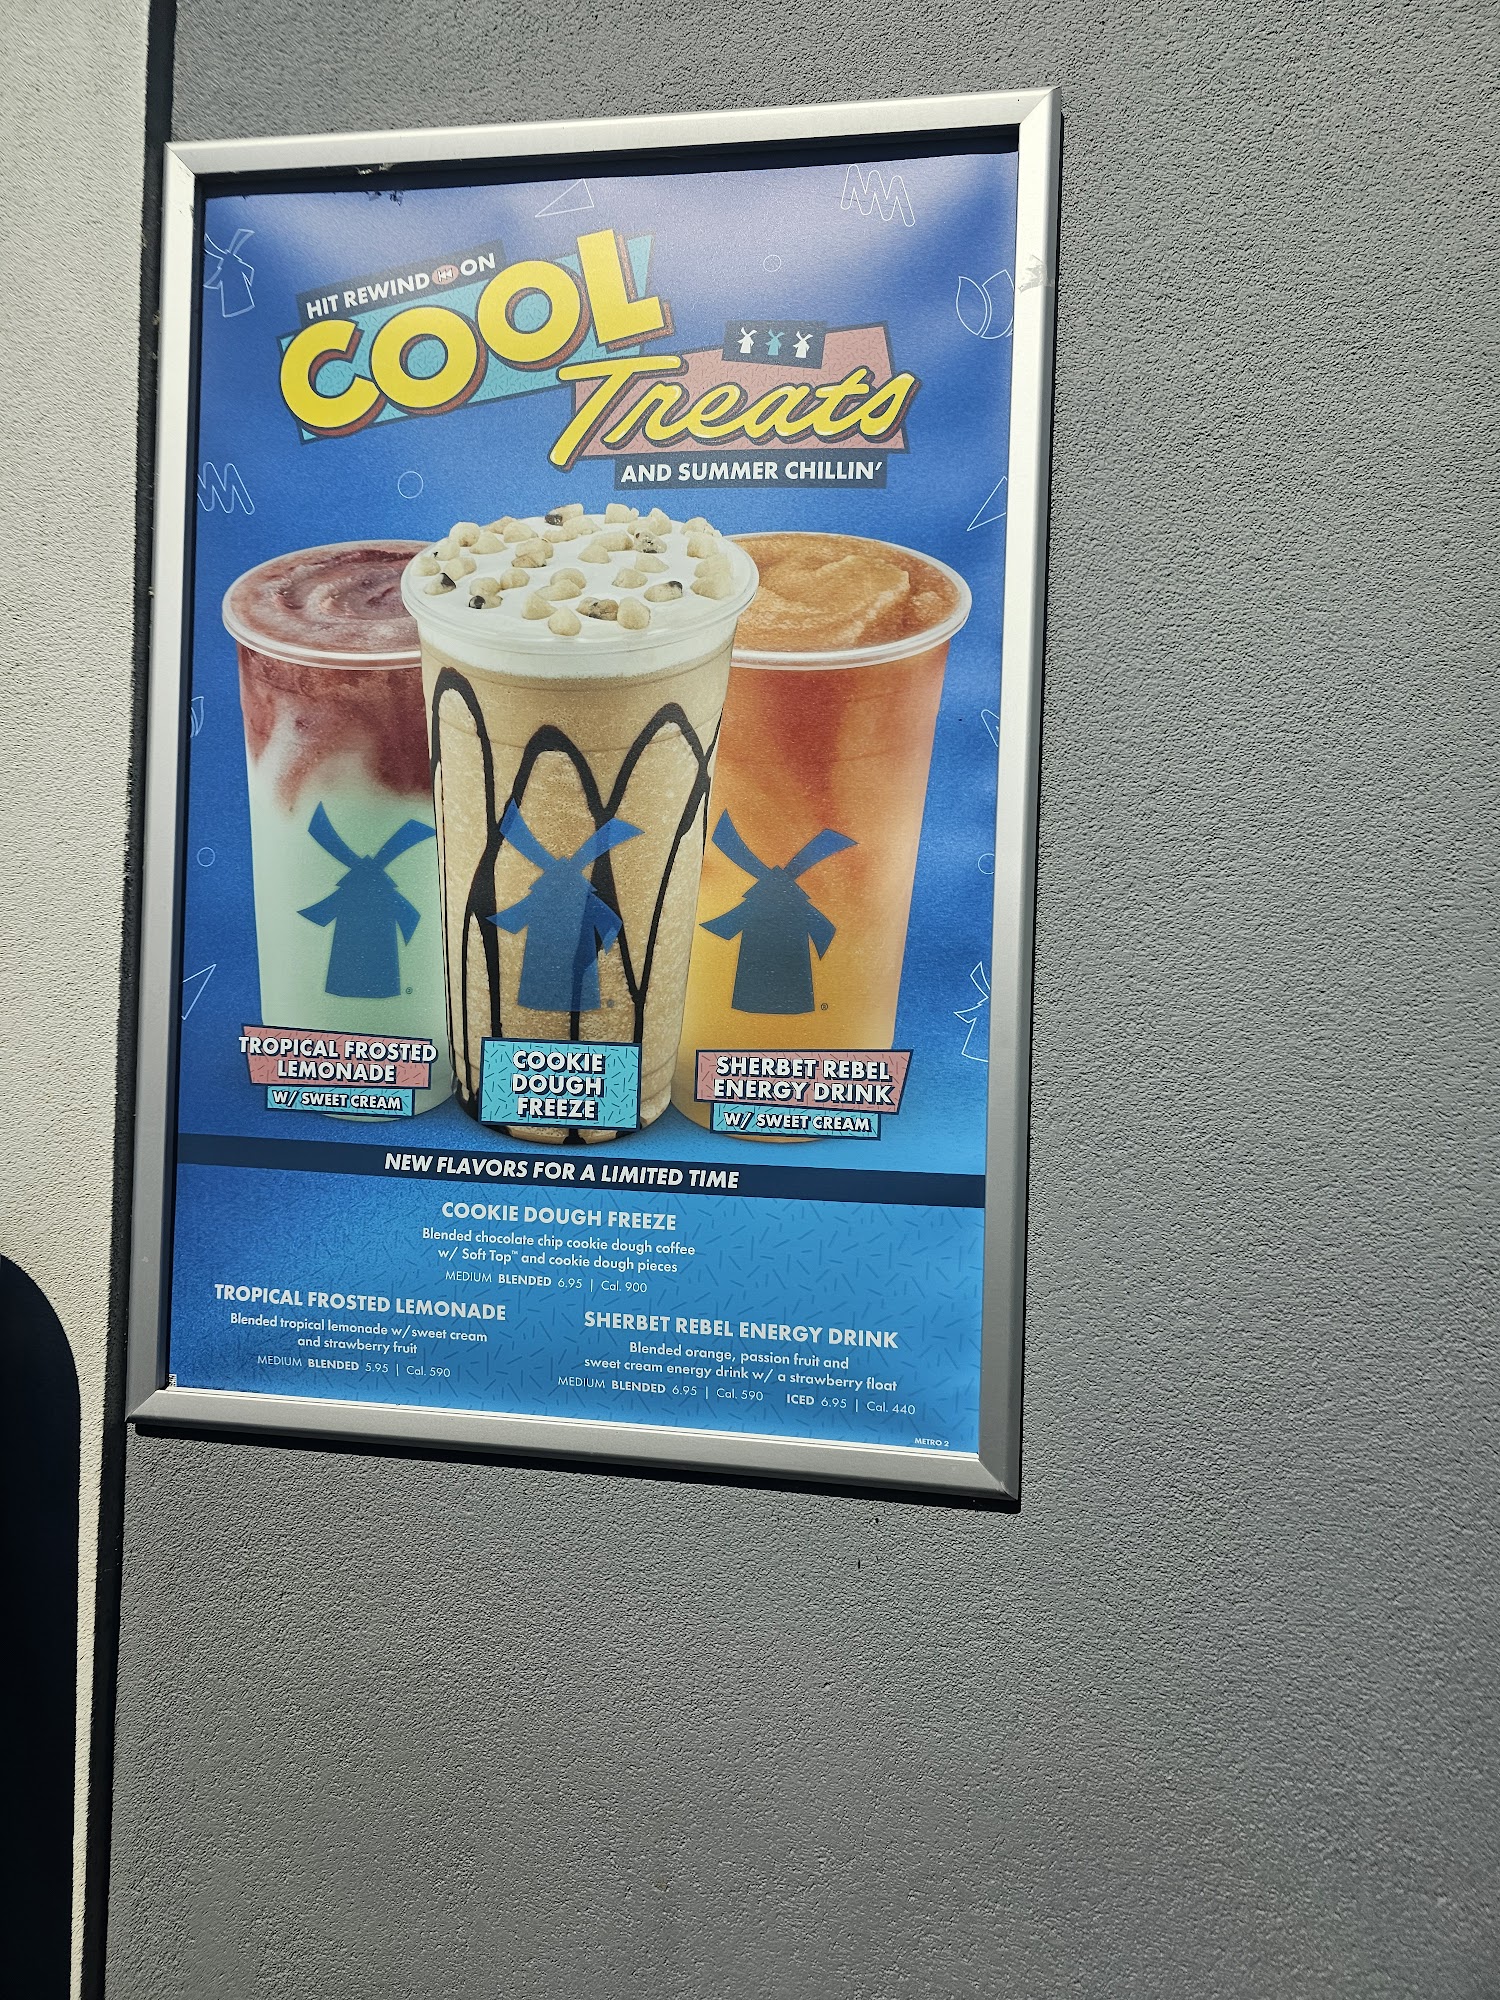 HIT REWIND ON
COOL
Treats
AND SUMMER CHILLIN'
TROPICAL FROSTED
LEMONADE
W/ SWEET CREAM
COOKIE
DOUGH
FREEZE
SHERBET REBEL
ENERGY DRINK
W/ SWEET CREAM
NEW FLAVORS FOR A LIMITED TIME
COOKIE DOUGH FREEZE
Blended chocolate chip cookie dough coffee
w/ Soft Top™ and cookie dough pieces
MEDIUM BLENDED 6.95 | Cal. 900
TROPICAL FROSTED LEMONADE
Blended tropical lemonade w/ sweet cream
and strawberry fruit
MEDIUM BLENDED 5.95 | Cal. 590
SHERBET REBEL ENERGY DRINK
Blended orange, passion fruit and
sweet cream energy drink w/ a strawberry float
MEDIUM BLENDED 6.95 | Cal. 590 ICED 6.95 | Cal. 440
METRO 2